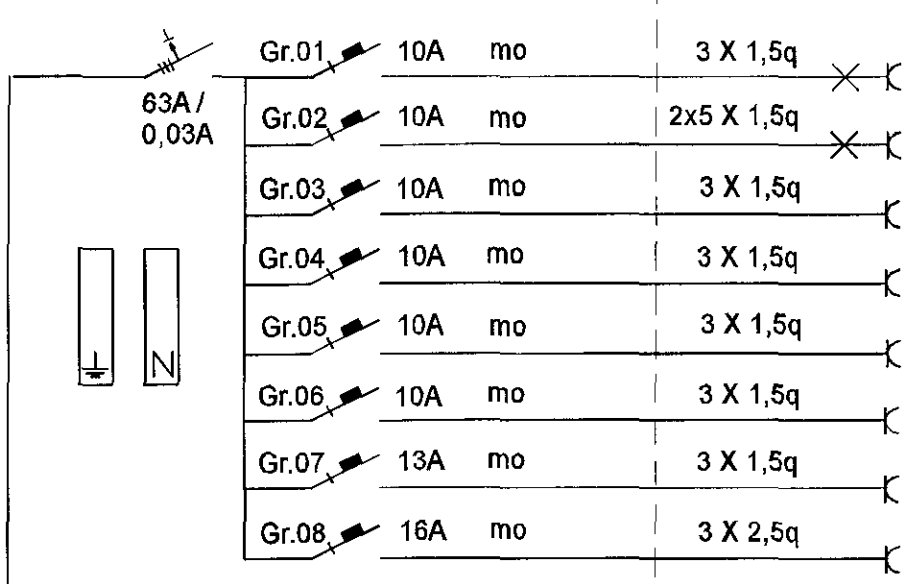 Gr.01 10A mo 3 X 1,5q
63A /
0,03A
Gr.02 10A mo 2x5 X 1,5q
Gr.03 10A mo 3 X 1,5q
Gr.04 10A mo 3 X 1,5q
Gr.05 10A mo 3 X 1,5q
Gr.06 10A mo 3 X 1,5q
N
Gr.07 13A mo 3 X 1,5q
Gr.08 16A mo 3 X 2,5q